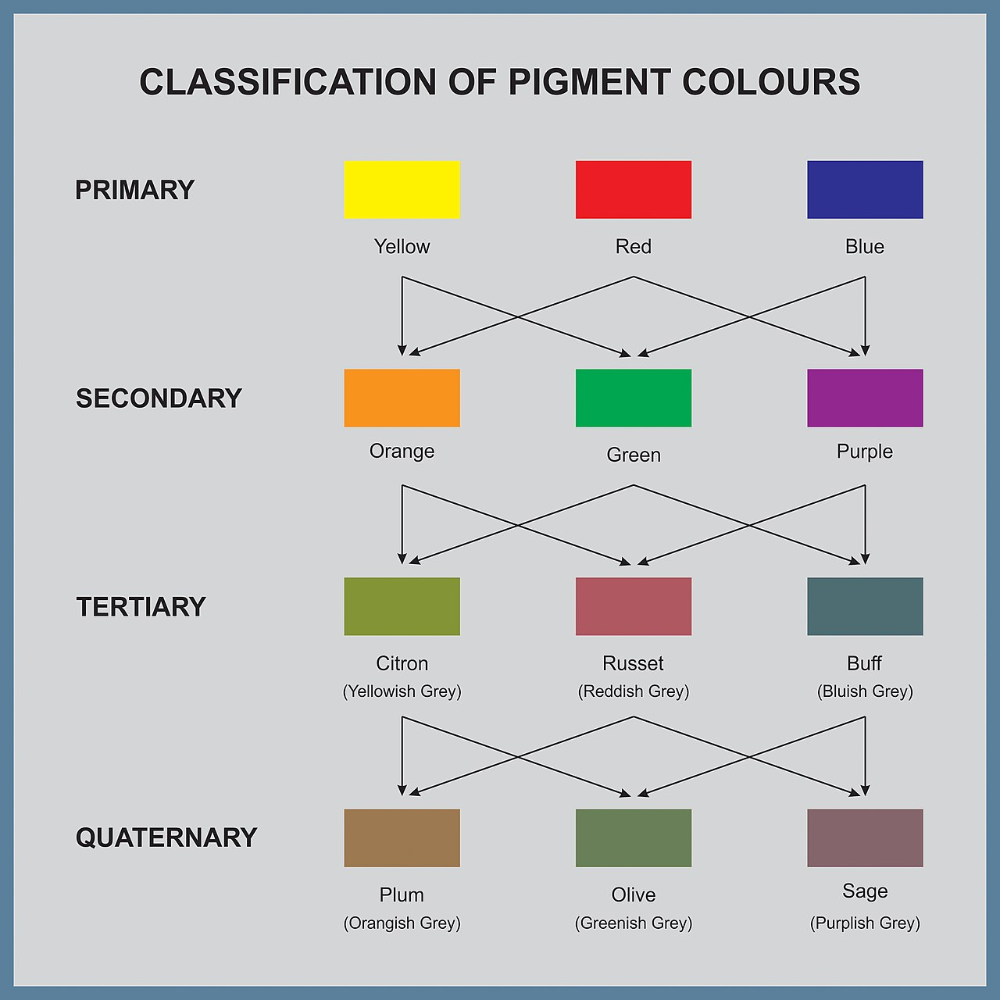 CLASSIFICATION OF PIGMENT COLOURS
PRIMARY
Yellow
Red
Blue
SECONDARY
Orange
Green
Purple
TERTIARY
Citron
(Yellowish Grey)
Russet
(Reddish Grey)
Buff
(Bluish Grey)
QUATERNARY
Plum
(Orangish Grey)
Olive
(Greenish Grey)
Sage
(Purplish Grey)